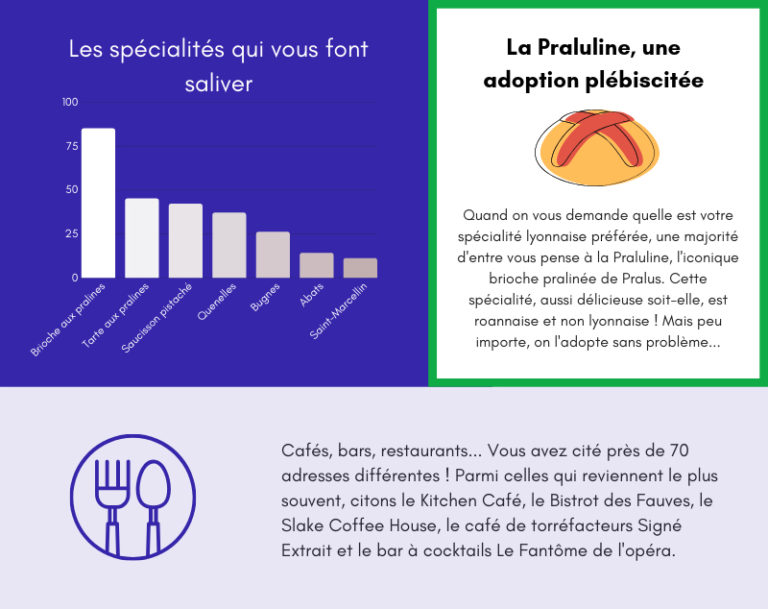 Les spécialités qui vous font
saliver
100
75
50
25
0
Brioche aux pralines
Tarte aux pralines
Saucisson pistaché
Quenelles
Bugnes
Abats
Saint-Marcellin
La Praluline, une
adoption plébiscitée
Quand on vous demande quelle est votre
spécialité lyonnaise préférée, une majorité
d'entre vous pense à la Praluline, l'iconique
brioche pralinée de Pralus. Cette
spécialité, aussi délicieuse soit-elle, est
roannaise et non lyonnaise ! Mais peu
importe, on l'adopte sans problème...
Cafés, bars, restaurants... Vous avez cité près de 70
adresses différentes ! Parmi celles qui reviennent le plus
souvent, citons le Kitchen Café, le Bistrot des Fauves, le
Slake Coffee House, le café de torréfacteurs Signé
Extrait et le bar à cocktails Le Fantôme de l'opéra.